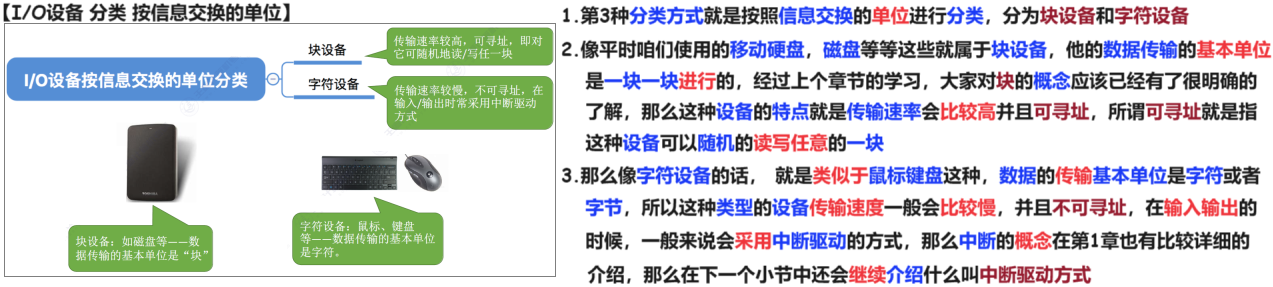 【I/O设备 分类 按信息交换的单位】
I/O设备按信息交换的单位分类
块设备
传输速率较高，可寻址，即对
它可随机地读/写任一块
字符设备
传输速率较慢，不可寻址，在
输入/输出时常采用中断驱动
方式
块设备：如磁盘等——数
据传输的基本单位是“块”
字符设备：鼠标、键盘
等——数据传输的基本单位
是字符。
1.第3种分类方式就是按照信息交换的单位进行分类，分为块设备和字符设备
2.像平时咱们使用的移动硬盘，磁盘等等这些就属于块设备，他的数据传输的基本单位
是一块一块进行的，经过上个章节的学习，大家对块的概念应该已经有了很明确的
了解，那么这种设备的特点就是传输速率会比较高并且可寻址，所谓可寻址就是指
这种设备可以随机的读写任意的一块
3.那么像字符设备的话， 就是类似于鼠标键盘这种，数据的传输基本单位是字符或者
字节，所以这种类型的设备传输速度一般会比较慢，并且不可寻址，在输入输出的
时候，一般来说会采用中断驱动的方式，那么中断的概念在第1章也有比较详细的
介绍，那么在下一个小节中还会继续介绍什么叫中断驱动方式